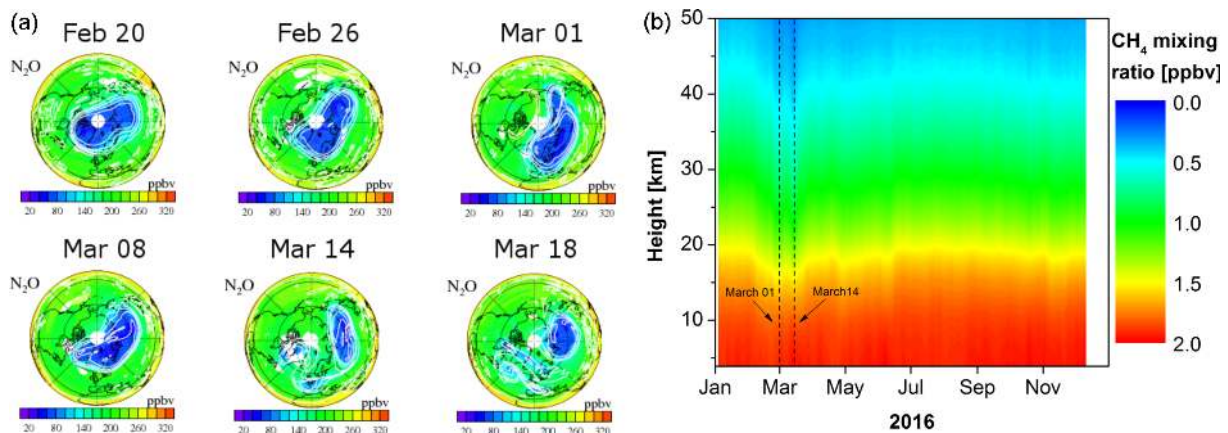 (a)
Feb 20
Feb 26
Mar 01
N₂O
N₂O
N₂O
ppbv
ppbv
ppbv
20 80 140 200 260 320
20 80 140 200 260 320
20 80 140 200 260 320
Mar 08
Mar 14
Mar 18
N₂O
N₂O
N₂O
ppbv
ppbv
ppbv
20 80 140 200 260 320
20 80 140 200 260 320
20 80 140 200 260 320
(b)
50
40
30
20
10
Height [km]
March 01
March14
Jan Mar May Jul Sep Nov
2016
CH₄ mixing
ratio [ppbv]
0.0
0.5
1.0
1.5
2.0